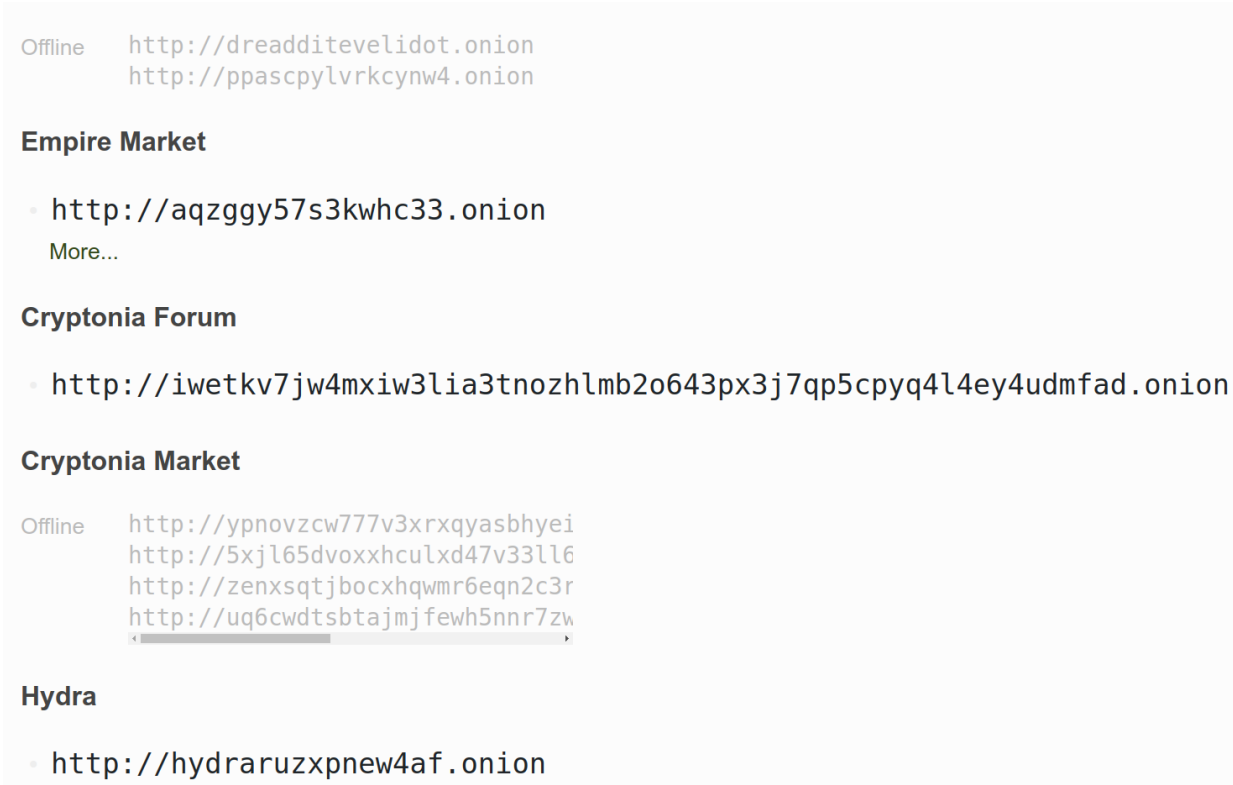 Offline http://dreadditevelidot.onion
http://ppascpylvrkcynw4.onion
Empire Market
http://aqzggy57s3kwhc33.onion
More...
Cryptonia Forum
http://iwetkv7jw4mxiw3lia3tnozhlmb2o643px3j7qp5cpyq4l4ey4udmfad.onion
Cryptonia Market
Offline http://ypnovzcw777v3xrxqyasbhyei
http://5xjl65dvoxxhculxd47v33ll6
http://zenxsqtjbocxhqwmr6eqn2c3r
http://uq6cwdtsbtajmjfewh5nnr7zw
Hydra
http://hydraruzxpnew4af.onion